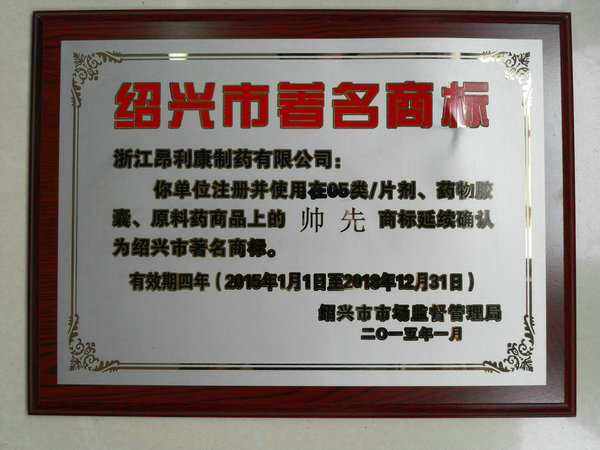 绍兴市著名商标
浙江昂利康制药有限公司：
你单位注册并使用在05类/片剂、药物胶
囊、原料药商品上的 帅 先 商标延续确认
为绍兴市著名商标。
有效期四年（2015年1月1日至2018年12月31日）
绍兴市市场监督管理局
二〇一五年一月